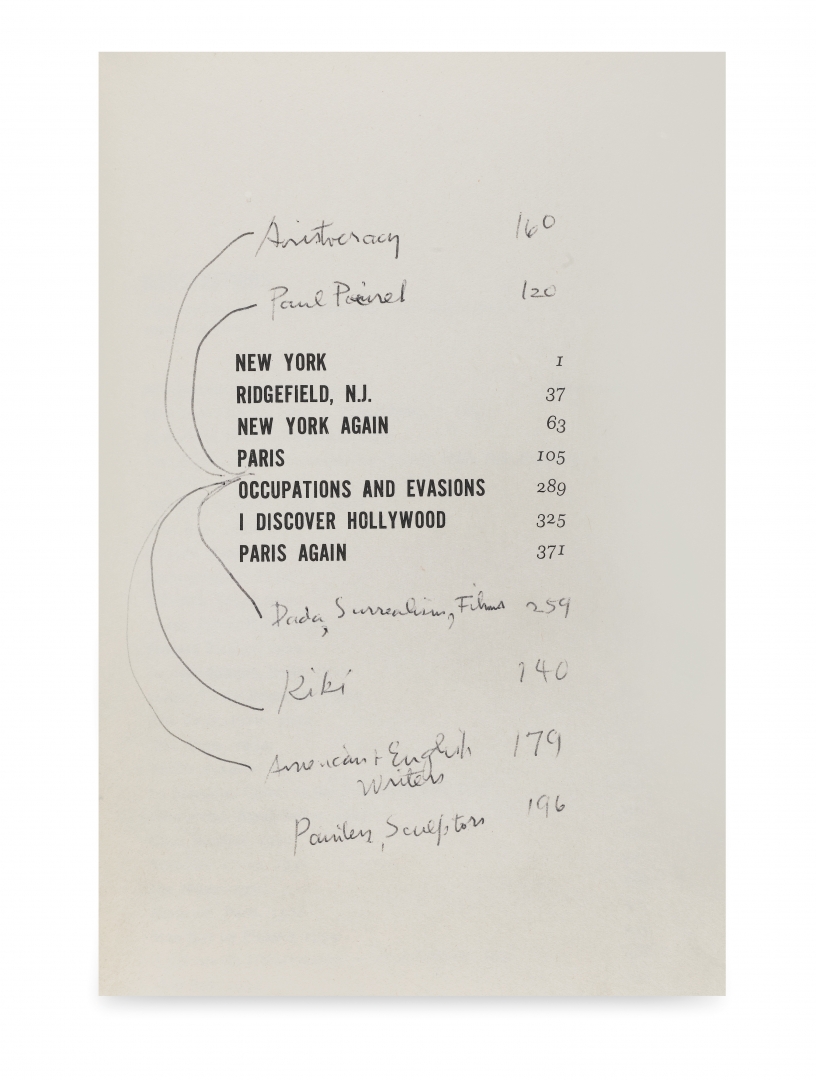 Aristocracy 160
Paul Poiret 120
NEW YORK 1
RIDGEFIELD, N.J. 37
NEW YORK AGAIN 63
PARIS 105
OCCUPATIONS AND EVASIONS 289
I DISCOVER HOLLYWOOD 325
PARIS AGAIN 371
Dada, Surrealism, Films 259
Kiki 140
American + English 179
Writers
Painters, Sculptors 196